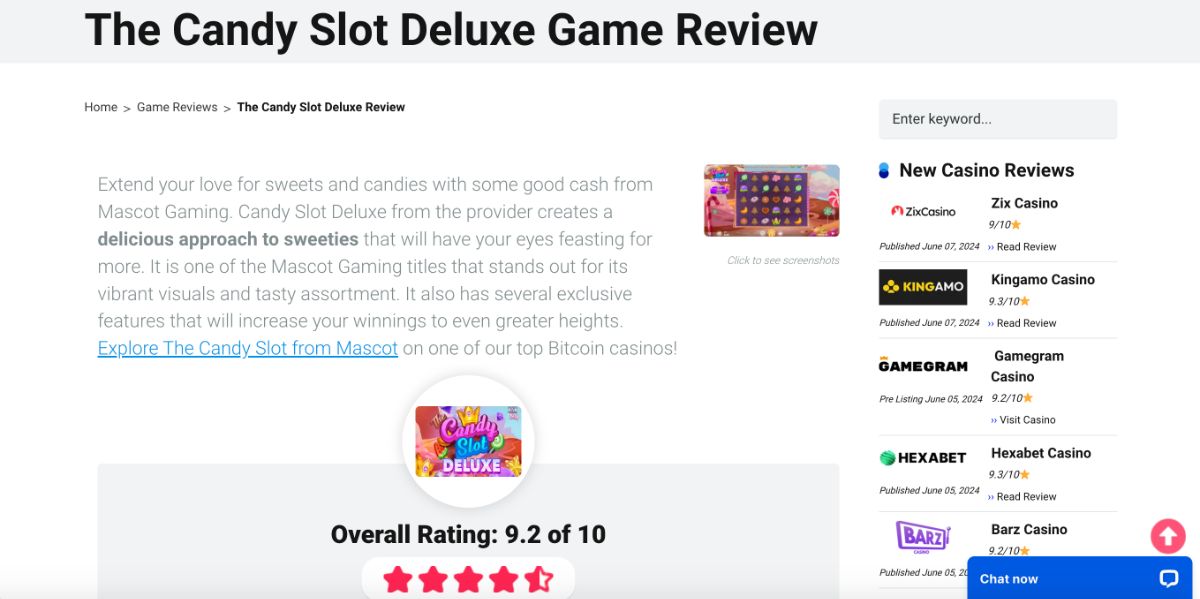 The Candy Slot Deluxe Game Review
Home > Game Reviews > The Candy Slot Deluxe Review
Extend your love for sweets and candies with some good cash from
Mascot Gaming. Candy Slot Deluxe from the provider creates a
delicious approach to sweeties that will have your eyes feasting for
more. It is one of the Mascot Gaming titles that stands out for its
vibrant visuals and tasty assortment. It also has several exclusive
features that will increase your winnings to even greater heights.
Explore The Candy Slot from Mascot on one of our top Bitcoin casinos!
Click to see screenshots
The
Candy
Slot
DELUXE
Overall Rating: 9.2 of 10
Enter keyword...
New Casino Reviews
ZixCasino
Zix Casino
9/10
Published June 07, 2024 ›› Read Review
KINGAMO
Kingamo Casino
9.3/10
Published June 07, 2024 ›› Read Review
GAMEGRAM
Gamegram
Casino
Pre Listing June 05, 2024 9.2/10
›› Visit Casino
HEXABET
Hexabet Casino
9.3/10
Published June 05, 2024 ›› Read Review
BARZ
CASINO
Barz Casino
9.2/10
Published June 05, 20
Chat now